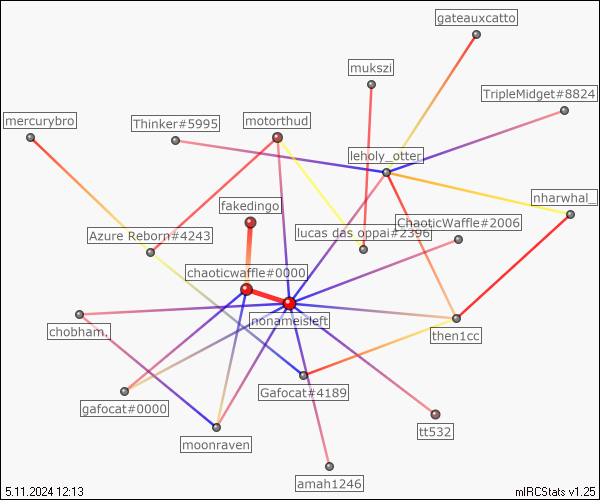 gateauxcatto
mukszi
TripleMidget#8824
mercurybro
Thinker#5995
motorthud
leholy_otter
nharwhal_
fakedingo
ChaoticWaffle#2006
lucas das oppai#2396
Azure Reborn#4243
chaoticwaffle#0000
nonameisleft
chobham.
then1cc
Gafocat#4189
gafocat#0000
tt532
moonraven
amah1246
5.11.2024 12:13
mIRCStats v1.25